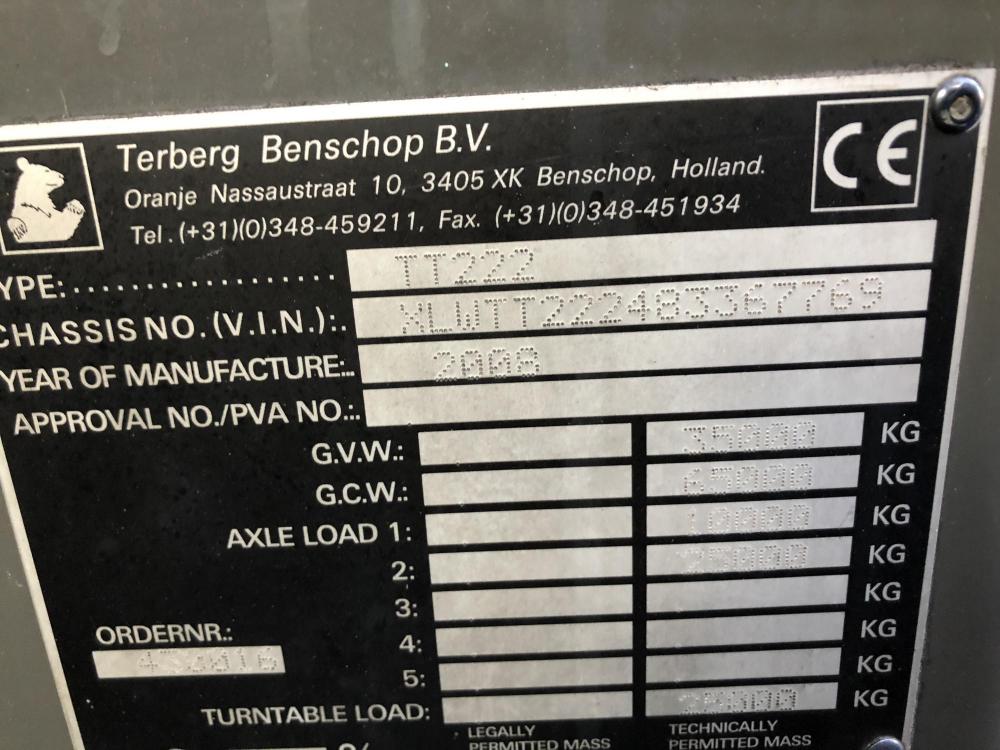 Terberg Benschop B.V.
Oranje Nassaustraat 10, 3405 XK Benschop, Holland.
Tel. (+31)(0)348-459211, Fax. (+31)(0)348-451934
CE
YPE:.................. TT222
CHASSIS NO. (V.I.N.):. XLWTT222483367769
YEAR OF MANUFACTURE:.. 2008
APPROVAL NO./PVA NO.:..
G.V.W.: 35000 KG
G.C.W.: 65000 KG
AXLE LOAD 1: 10000 KG
2: 25000 KG
3: KG
4: KG
5: KG
ORDERNR.:
TURNTABLE LOAD: 25000 KG
LEGALLY PERMITTED MASS
TECHNICALLY PERMITTED MASS